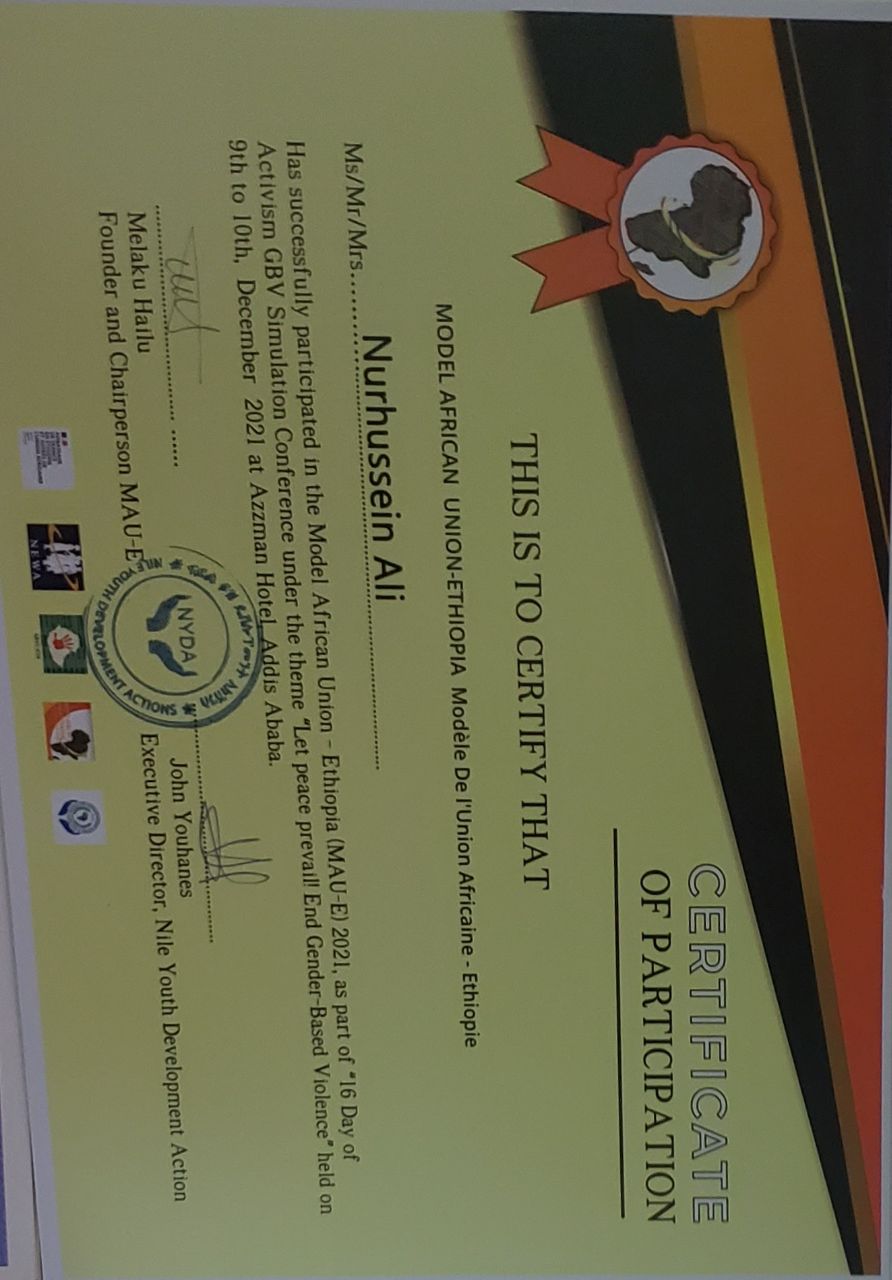 CERTIFICATE
OF PARTICIPATION
THIS IS TO CERTIFY THAT
MODEL AFRICAN UNION-ETHIOPIA Modèle De l'Union Africaine - Ethiopie
Ms/Mr/Mrs............Nurhussein Ali........................
Has successfully participated in the Model African Union - Ethiopia (MAU-E) 2021, as part of "16 Day of
Activism GBV Simulation Conference under the theme "Let peace prevail! End Gender-Based Violence" held on
9th to 10th, December 2021 at Azzman Hotel, Addis Ababa.
Melaku Hailu
Founder and Chairperson MAU-E
NYDA
NILE YOUTH DEVELOPMENT ACTIONS
John Youhanes
Executive Director, Nile Youth Development Action
NEWA